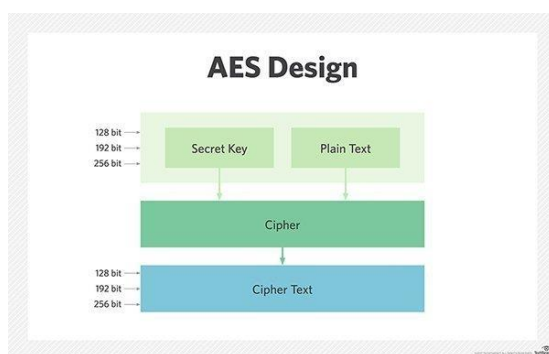 AES Design
128 bit
192 bit
256 bit
Secret Key
Plain Text
Cipher
128 bit
192 bit
256 bit
Cipher Text